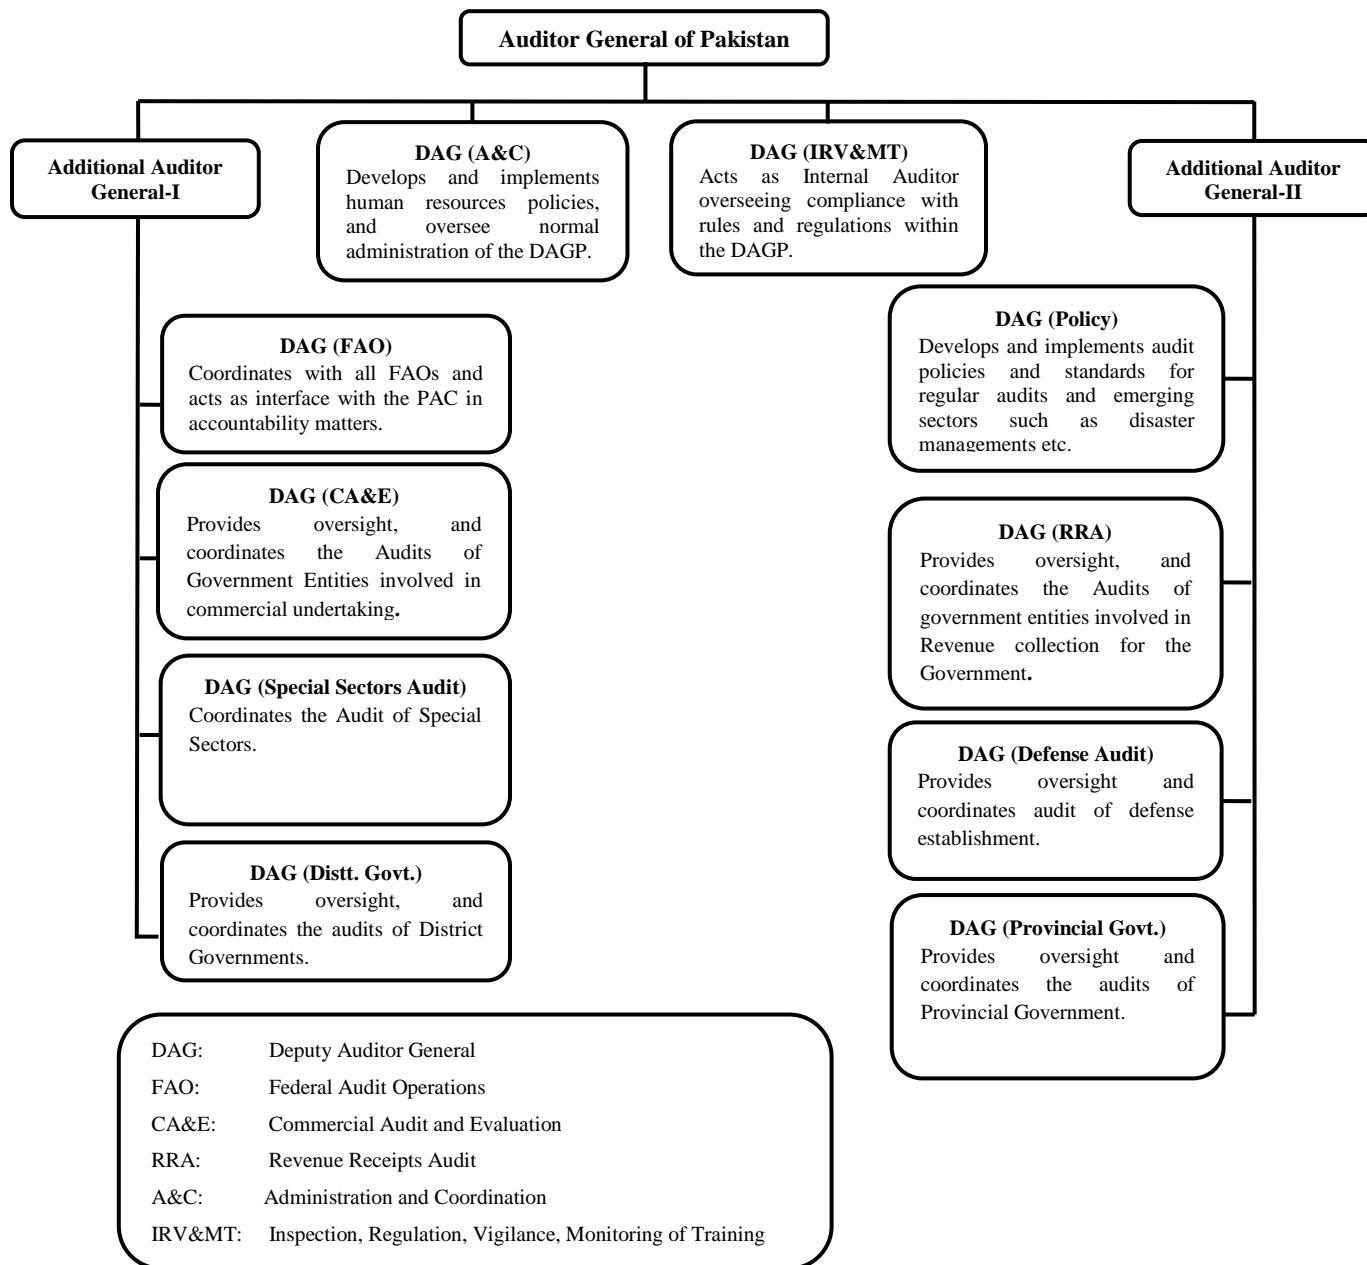 Auditor General of Pakistan
Additional Auditor
General-I
DAG (A&C)
Develops and implements
human resources policies,
and oversee normal
administration of the DAGP.
DAG (IRV&MT)
Acts as Internal Auditor
overseeing compliance with
rules and regulations within
the DAGP.
Additional Auditor
General-II
DAG (FAO)
Coordinates with all FAOs and
acts as interface with the PAC in
accountability matters.
DAG (CA&E)
Provides oversight, and
coordinates the Audits of
Government Entities involved in
commercial undertaking.
DAG (Special Sectors Audit)
Coordinates the Audit of Special
Sectors.
DAG (Distt. Govt.)
Provides oversight, and
coordinates the audits of District
Governments.
DAG (Policy)
Develops and implements audit
policies and standards for
regular audits and emerging
sectors such as disaster
managements etc.
DAG (RRA)
Provides oversight, and
coordinates the Audits of
government entities involved in
Revenue collection for the
Government.
DAG (Defense Audit)
Provides oversight and
coordinates audit of defense
establishment.
DAG (Provincial Govt.)
Provides oversight and
coordinates the audits of
Provincial Government.
DAG: Deputy Auditor General
FAO: Federal Audit Operations
CA&E: Commercial Audit and Evaluation
RRA: Revenue Receipts Audit
A&C: Administration and Coordination
IRV&MT: Inspection, Regulation, Vigilance, Monitoring of Training